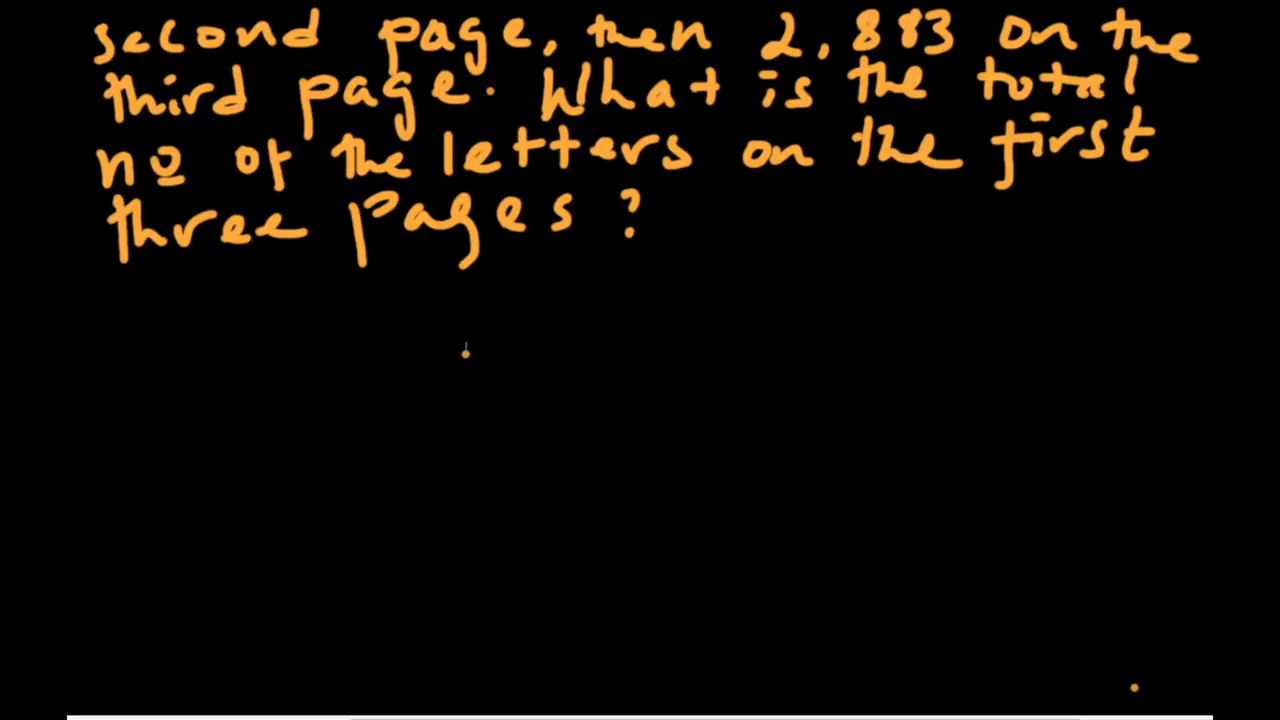 second page, then 2,883 on the
third page. What is the total
no of the letters on the first
three pages ?